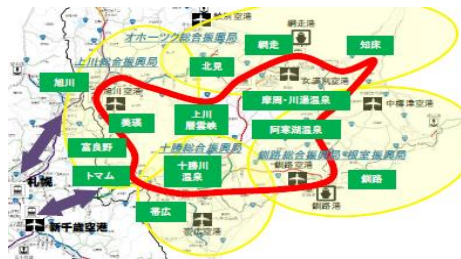 紋別空港
網走港
オホーツク総合振興局
網走
知床
上川総合振興局
北見
女満別空港
旭川
旭川空港
摩周・川湯温泉
中標津空港
美瑛
上川
層雲峡
阿寒湖温泉
富良野
十勝総合振興局
釧路総合振興局・根室振興局
トマム
十勝川
温泉
釧路空港
釧路
札幌
帯広
釧路港
新千歳空港
帯広空港